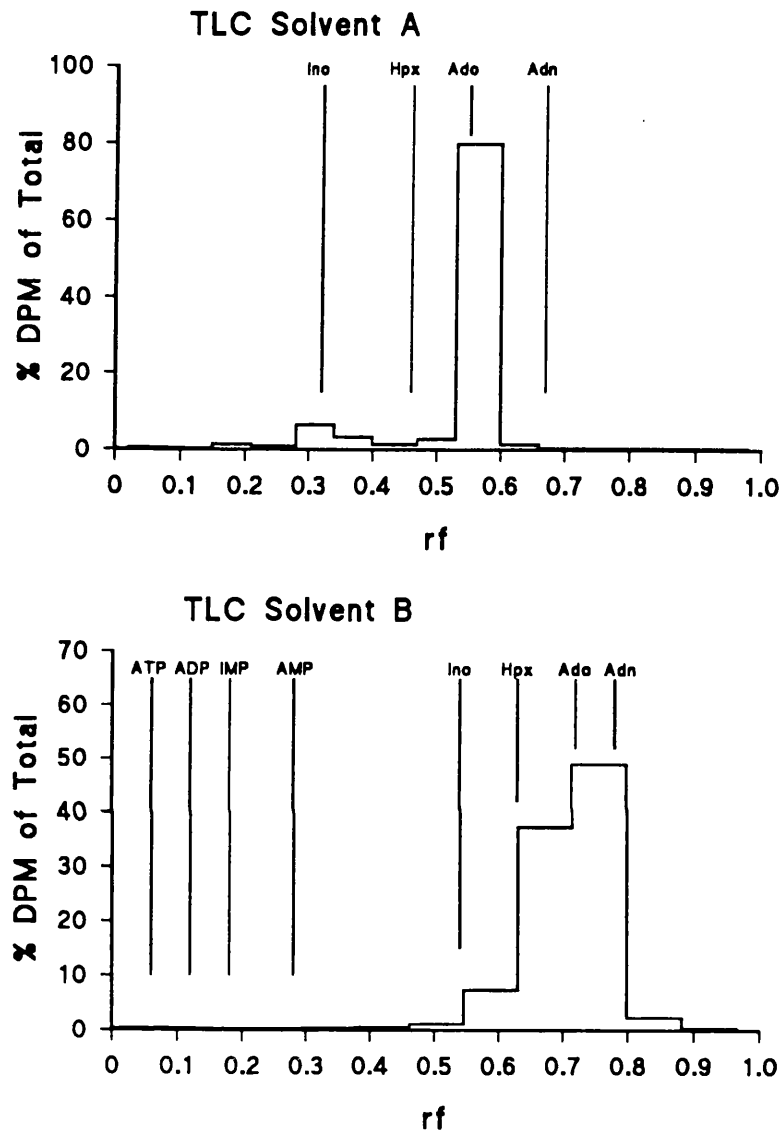 TLC Solvent A
100
80
60
40
20
0
% DPM of Total
Ino Hpx Ado Adn
0 0.1 0.2 0.3 0.4 0.5 0.6 0.7 0.8 0.9 1.0
rf
TLC Solvent B
70
60
50
40
30
20
10
0
% DPM of Total
ATP ADP IMP AMP Ino Hpx Ado Adn
0 0.1 0.2 0.3 0.4 0.5 0.6 0.7 0.8 0.9 1.0
rf